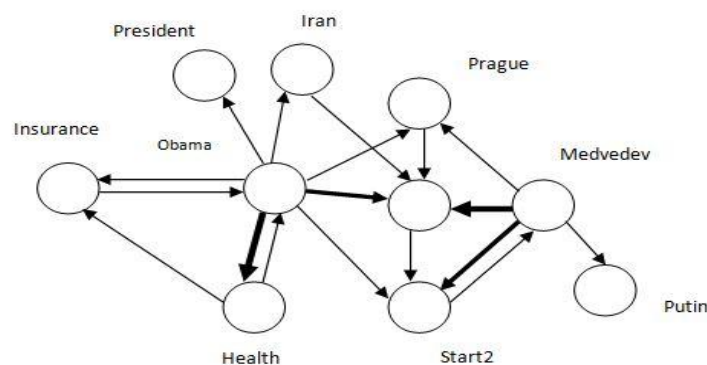 Iran
President
Prague
Insurance
Obama
Medvedev
Putin
Health
Start2